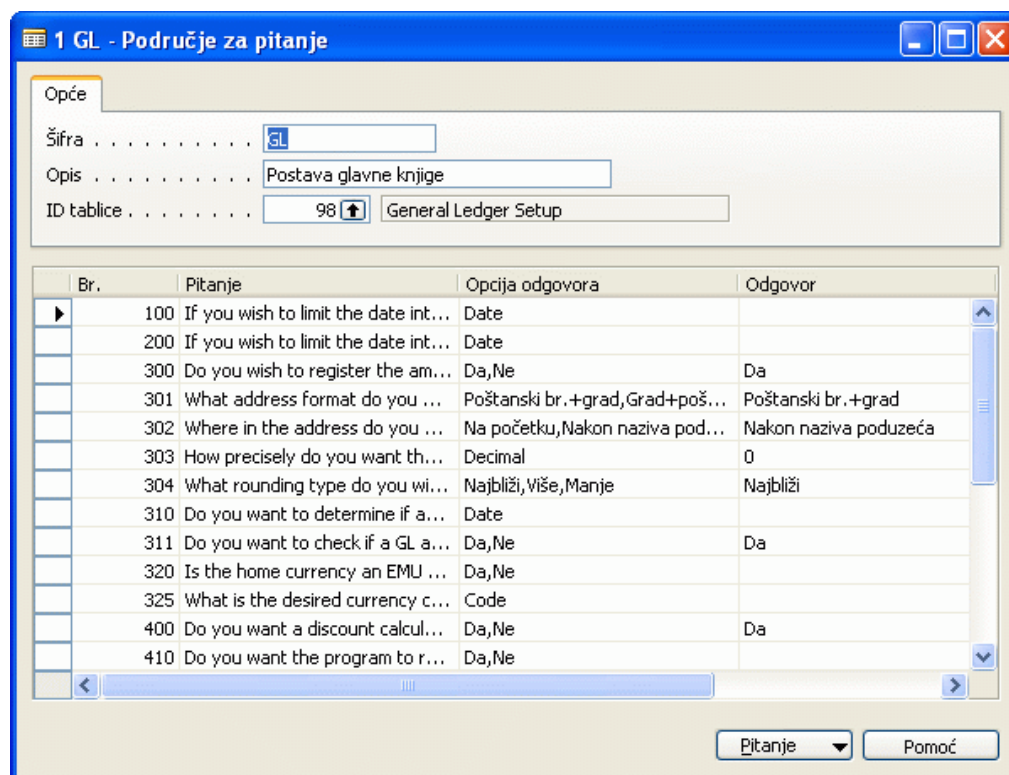 1 GL - Područje za pitanje
Opće
Šifra . . . . . . . . . . GL
Opis . . . . . . . . . . Postava glavne knjige
ID tablice . . . . . . . . 98 General Ledger Setup
Br. Pitanje Opcija odgovora Odgovor
100 If you wish to limit the date int... Date
200 If you wish to limit the date int... Date
300 Do you wish to register the am... Da,Ne Da
301 What address format do you ... Poštanski br.+grad,Grad+poš... Poštanski br.+grad
302 Where in the address do you ... Na početku,Nakon naziva pod... Nakon naziva poduzeća
303 How precisely do you want th... Decimal 0
304 What rounding type do you wi... Najbliži,Više,Manje Najbliži
310 Do you want to determine if a... Date
311 Do you want to check if a GL a... Da,Ne Da
320 Is the home currency an EMU ... Da,Ne
325 What is the desired currency c... Code
400 Do you want a discount calcul... Da,Ne Da
410 Do you want the program to r... Da,Ne
Pitanje Pomoć